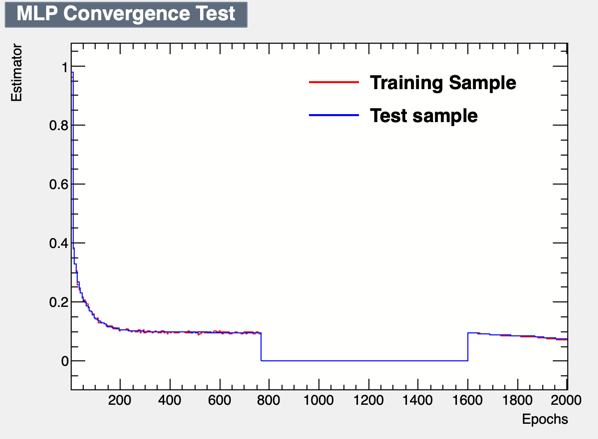 MLP Convergence Test
Estimator
1
0.8
0.6
0.4
0.2
0
Training Sample
Test sample
200 400 600 800 1000 1200 1400 1600 1800 2000
Epochs